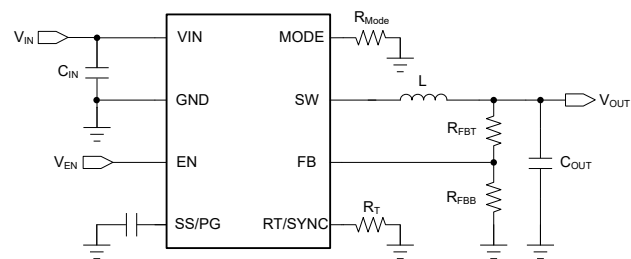 V_IN
C_IN
V_EN
VIN
GND
EN
SS/PG
MODE
SW
FB
RT/SYNC
R_Mode
L
R_FBT
R_FBB
R_T
C_OUT
V_OUT